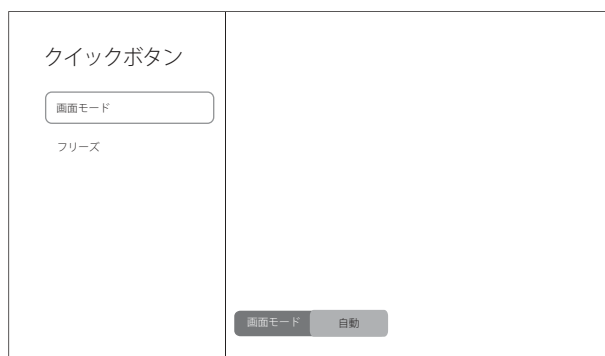 クイックボタン
画面モード
フリーズ
画面モード 自動